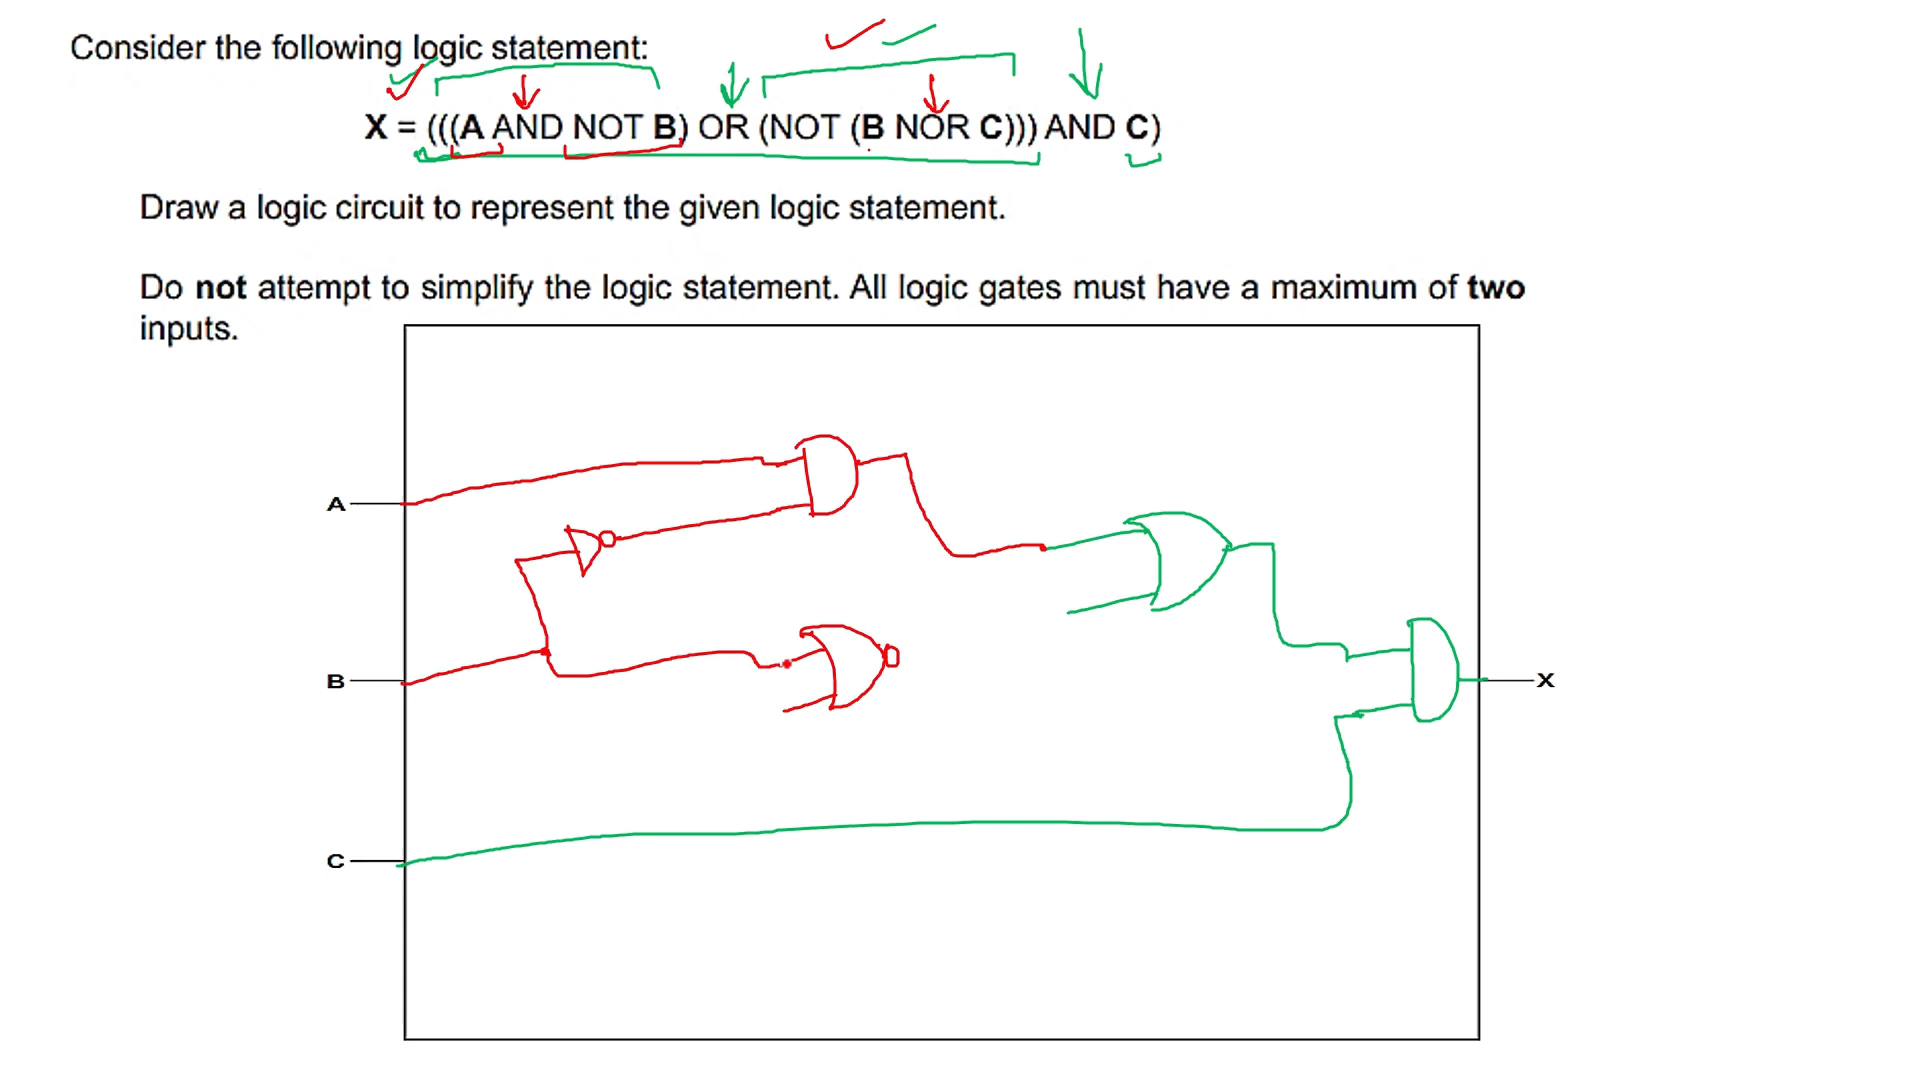 Consider the following logic statement:
X = (((A AND NOT B) OR (NOT (B NOR C))) AND C)
Draw a logic circuit to represent the given logic statement.
Do not attempt to simplify the logic statement. All logic gates must have a maximum of two
inputs.
A
B
X
C